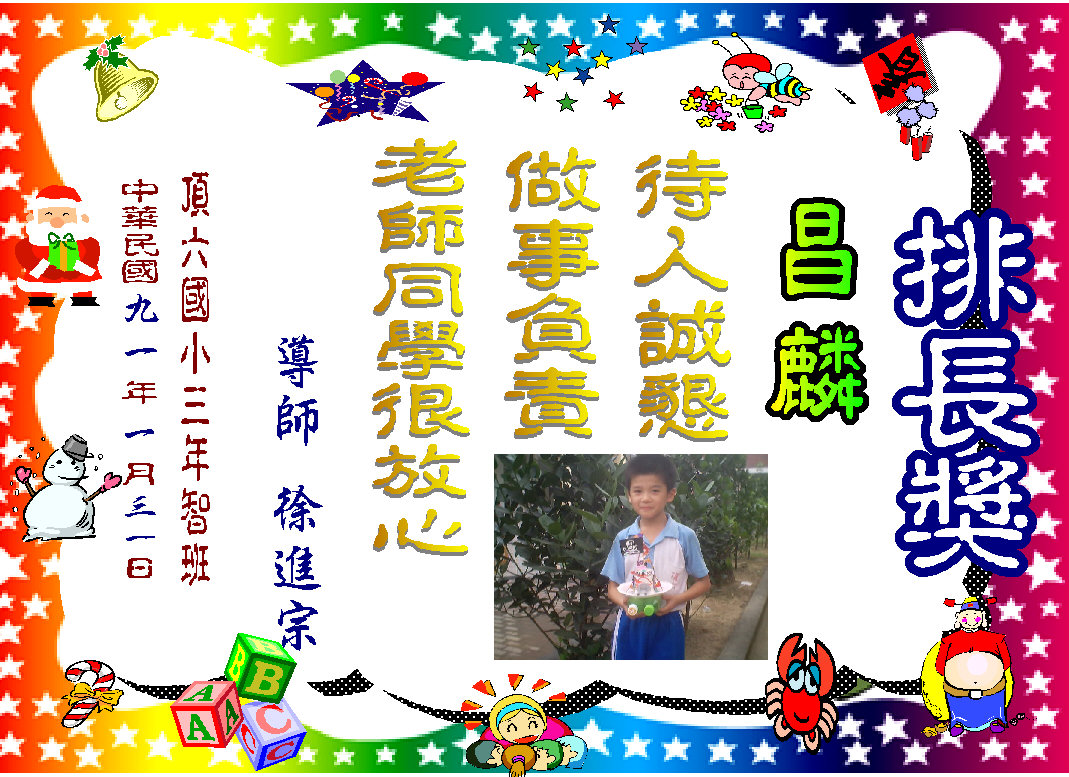 排長獎
昌麟
待人誠懇
做事負責
老師同學很放心
導師 徐進宗
頂六國小三年智班
中華民國九一年一月三一日
春
B
B
A
A
A
C
C